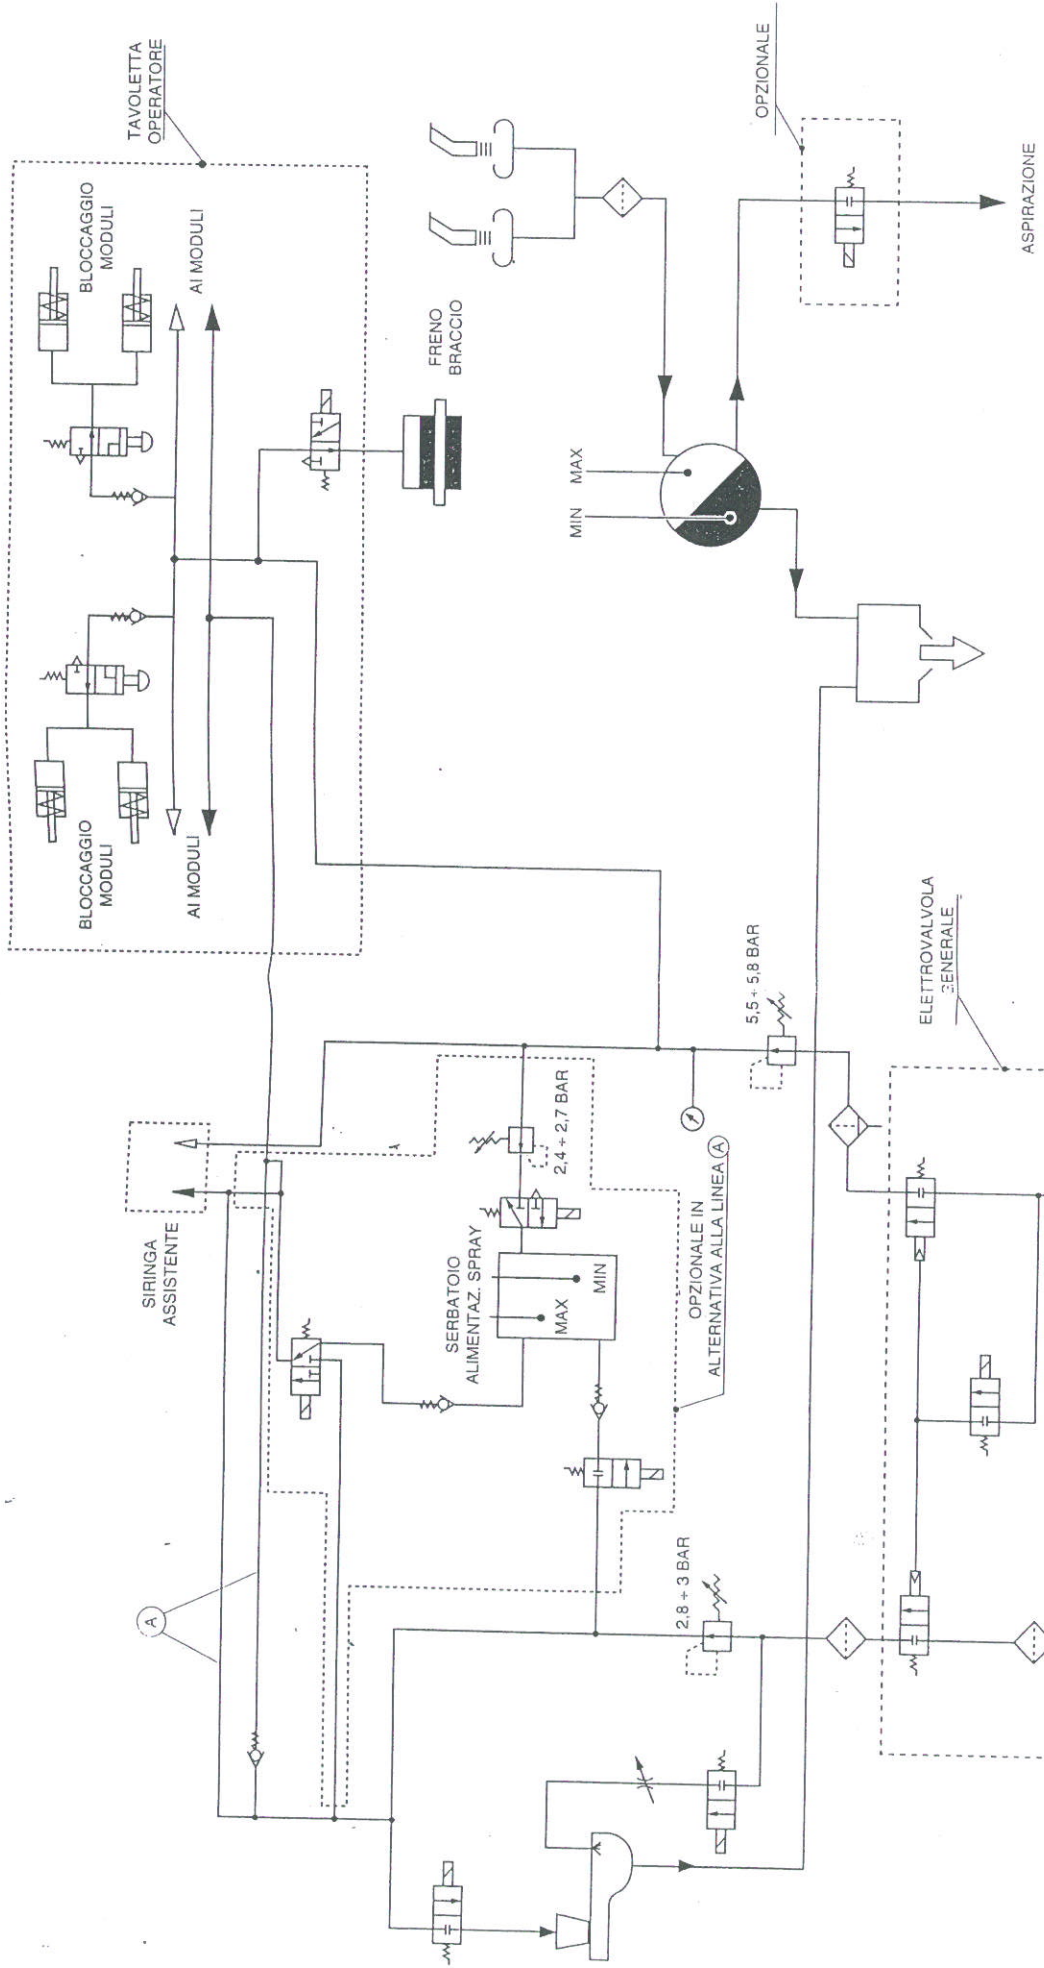 TAVOLETTA
OPERATORE
BLOCCAGGIO
MODULI
AI MODULI
BLOCCAGGIO
MODULI
AI MODULI
FRENO
BRACCIO
OPZIONALE
MAX
MIN
ASPIRAZIONE
SIRINGA
ASSISTENTE
A
SERBATOIO
ALIMENTAZ. SPRAY
MAX
MIN
2,4 ÷ 2,7 BAR
5,5 ÷ 5,8 BAR
OPZIONALE IN
ALTERNATIVA ALLA LINEA A
2,8 ÷ 3 BAR
ELETTROVALVOLA
GENERALE